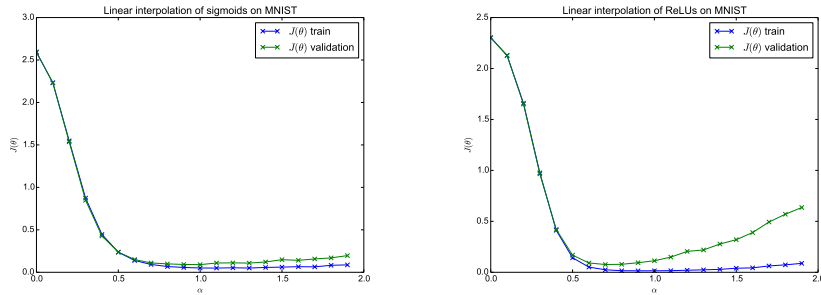 Linear interpolation of sigmoids on MNIST
J(θ) train
J(θ) validation
3.0
2.5
2.0
1.5
1.0
0.5
0.0
J(θ)
0.0 0.5 1.0 1.5 2.0
α
Linear interpolation of ReLUs on MNIST
J(θ) train
J(θ) validation
2.5
2.0
1.5
1.0
0.5
0.0
J(θ)
0.0 0.5 1.0 1.5 2.0
α